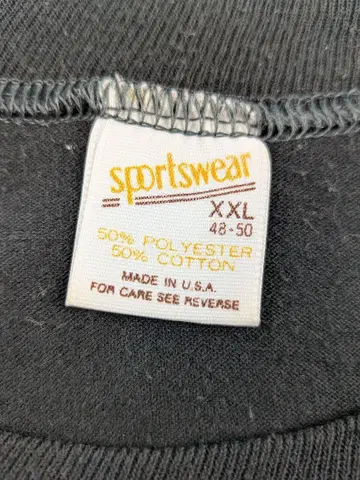 sportswear
XXL
48-50
50% POLYESTER
50% COTTON
MADE IN U.S.A.
FOR CARE SEE REVERSE